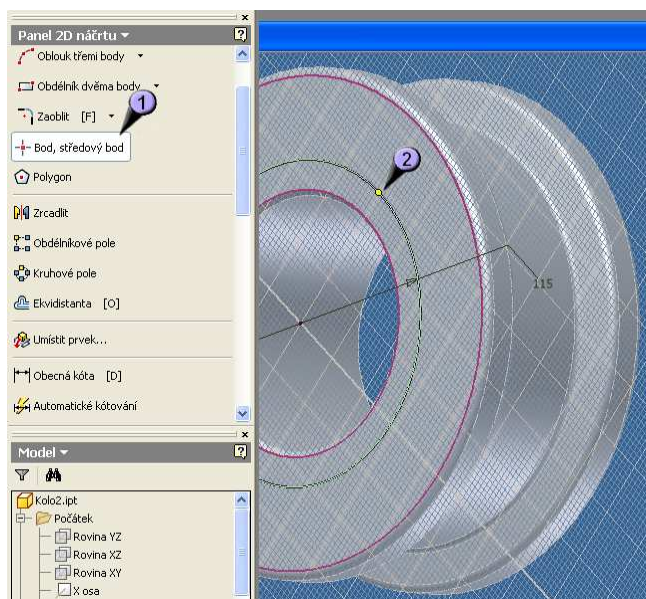 Panel 2D náčrtu
Oblouk třemi body
Obdélník dvěma body
1
Zaoblit [F]
Bod, středový bod
2
Polygon
Zrcadlit
Obdélníkové pole
Kruhové pole
115
Ekvidistanta [O]
Umístit prvek...
Obecná kóta [D]
Automatické kótování
Model
Kolo2.ipt
Počátek
Rovina YZ
Rovina XZ
Rovina XY
X osa